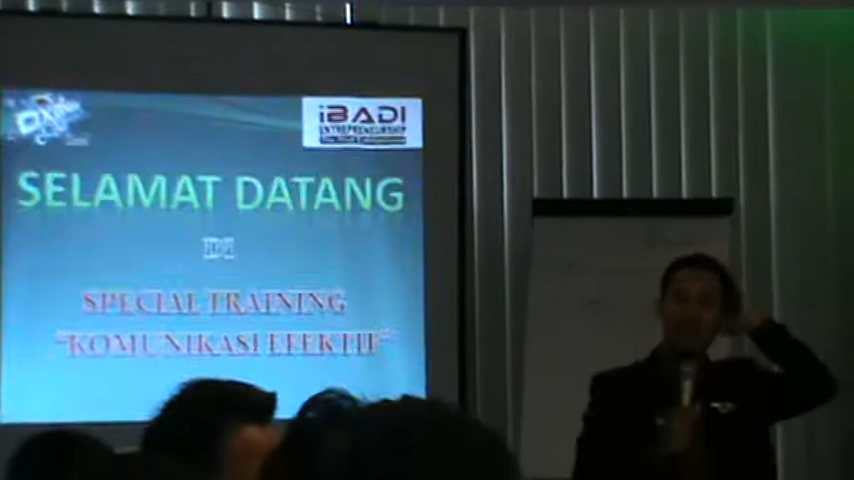 iBADI
ENTREPRENEURSHIP
SELAMAT DATANG
DI
SPECIAL TRAINING
"KOMUNIKASI EFEKTIF"